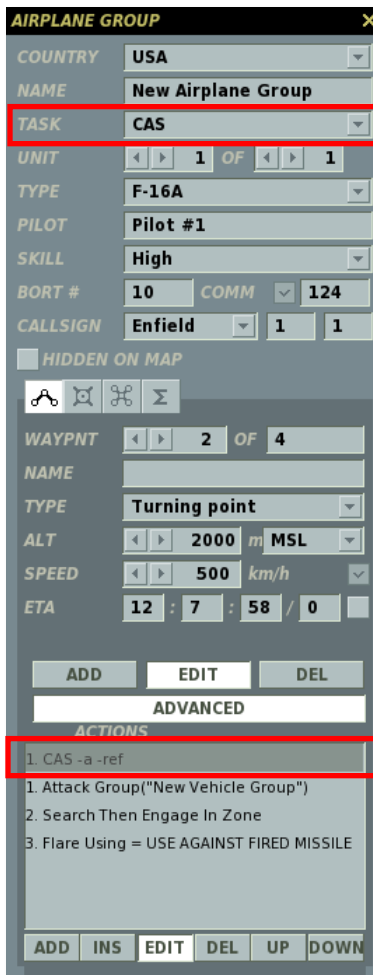 AIRPLANE GROUP ×
COUNTRY USA
NAME New Airplane Group
TASK CAS
UNIT 1 OF 1
TYPE F-16A
PILOT Pilot #1
SKILL High
BORT # 10 COMM 124
CALLSIGN Enfield 1 1
HIDDEN ON MAP
Σ
WAYPNT 2 OF 4
NAME
TYPE Turning point
ALT 2000 m MSL
SPEED 500 km/h
ETA 12 : 7 : 58 / 0
ADD EDIT DEL
ADVANCED
ACTIONS
1. CAS -a -ref
1. Attack Group("New Vehicle Group")
2. Search Then Engage In Zone
3. Flare Using = USE AGAINST FIRED MISSILE
ADD INS EDIT DEL UP DOWN